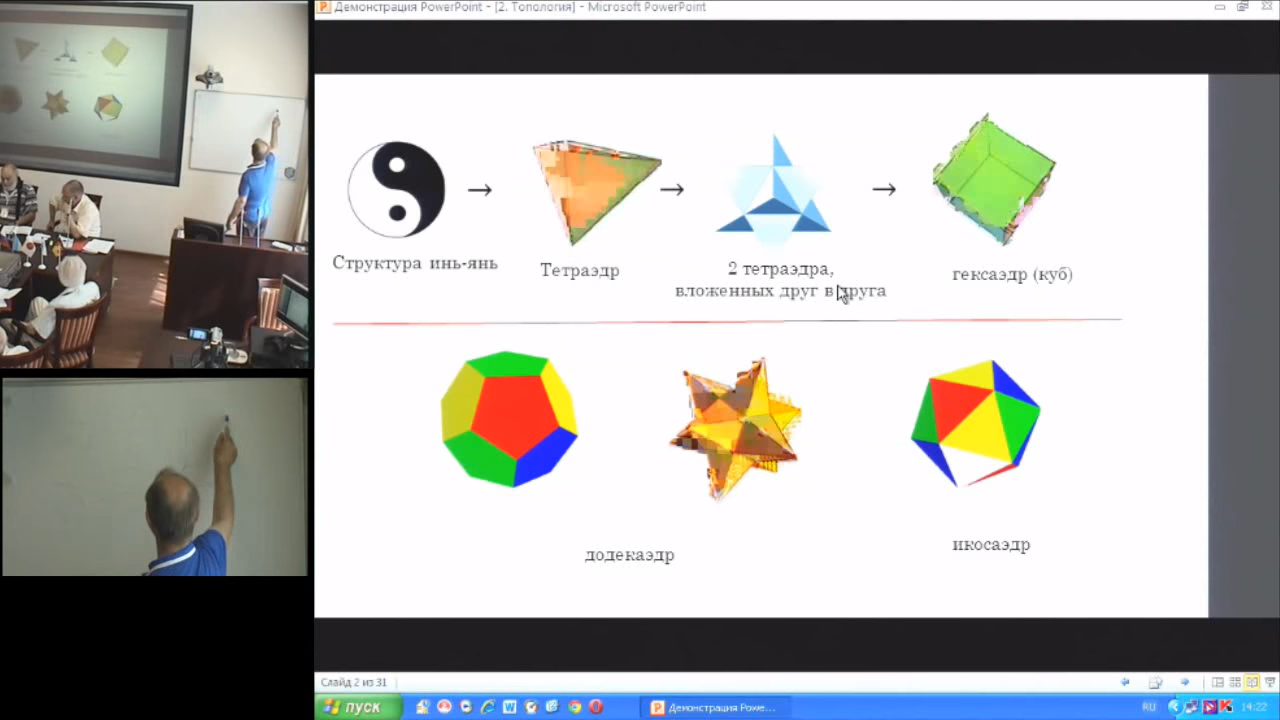 Демонстрация PowerPoint - [2. Топология] - Microsoft PowerPoint
Структура инь-янь
Тетраэдр
2 тетраэдра,
вложенных друг в друга
гексаэдр (куб)
додекаэдр
икосаэдр
Слайд 2 из 31
пуск
Демонстрация Powe...
RU
14:22